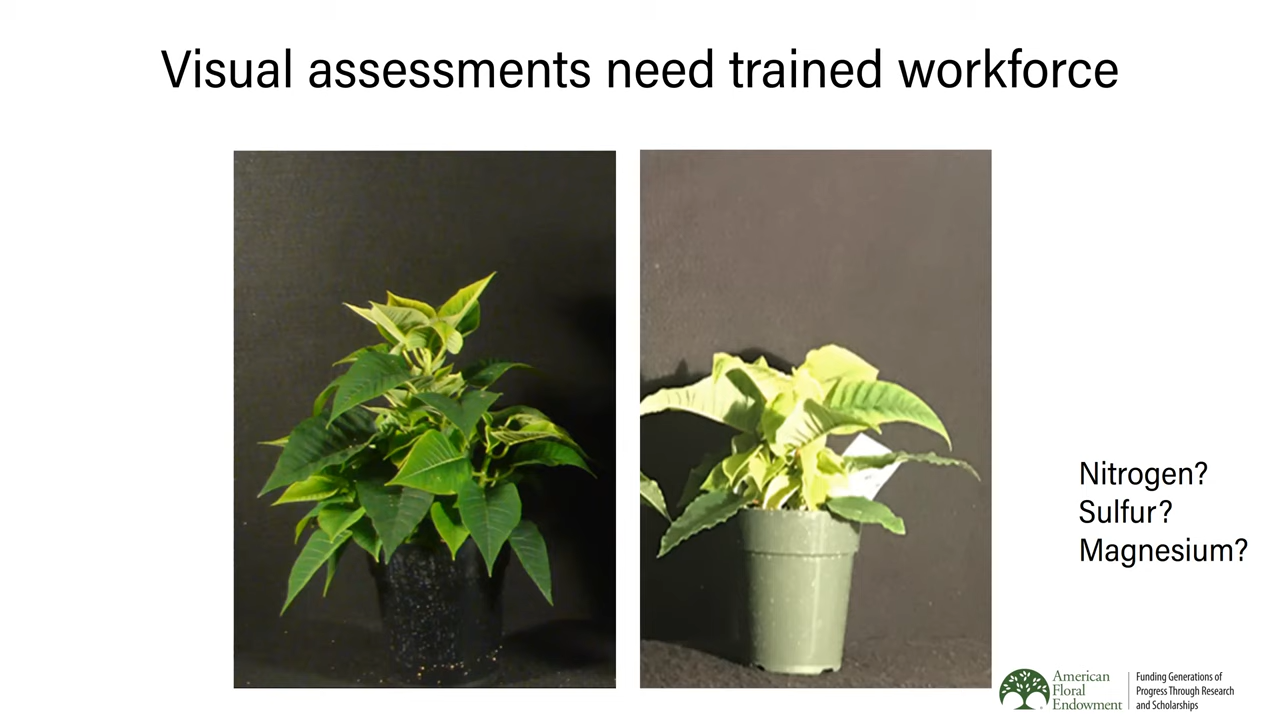 Visual assessments need trained workforce
Nitrogen?
Sulfur?
Magnesium?
American
Floral
Endowment
Funding Generations of
Progress Through Research
and Scholarships